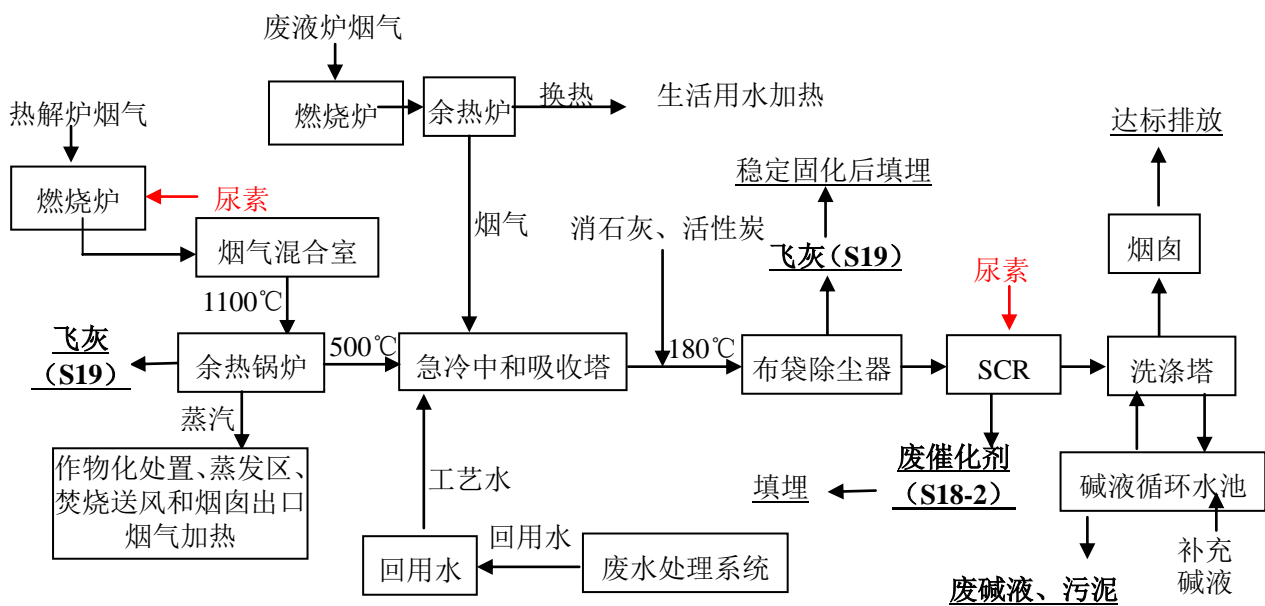 废液炉烟气
燃烧炉
余热炉
换热
生活用水加热
热解炉烟气
燃烧炉
尿素
烟气混合室
1100℃
烟气
消石灰、活性炭
稳定固化后填埋
飞灰（S19）
尿素
达标排放
烟囱
飞灰
（S19）
余热锅炉
500℃
急冷中和吸收塔
180℃
布袋除尘器
SCR
洗涤塔
蒸汽
作物化处置、蒸发区、
焚烧送风和烟囱出口
烟气加热
工艺水
填埋
废催化剂
（S18-2）
碱液循环水池
回用水
回用水
废水处理系统
废碱液、污泥
补充
碱液